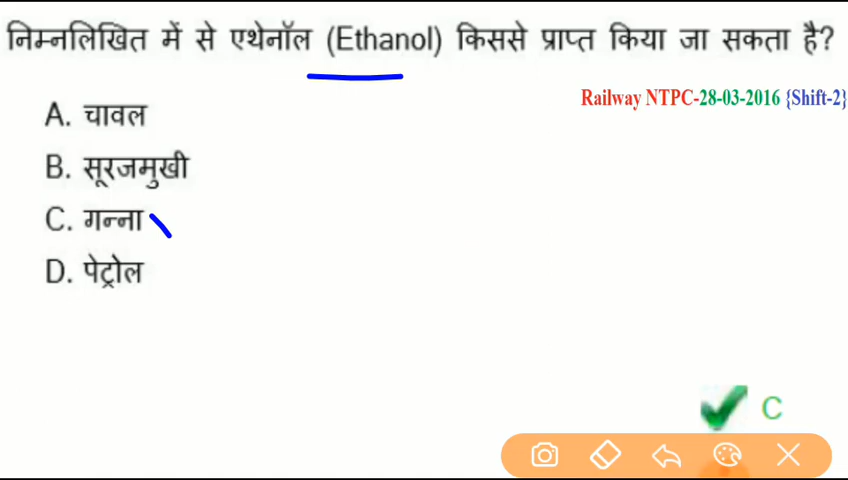 निम्नलिखित में से एथेनॉल (Ethanol) किससे प्राप्त किया जा सकता है?
Railway NTPC-28-03-2016 {Shift-2}
A. चावल
B. सूरजमुखी
C. गन्ना
D. पेट्रोल
C